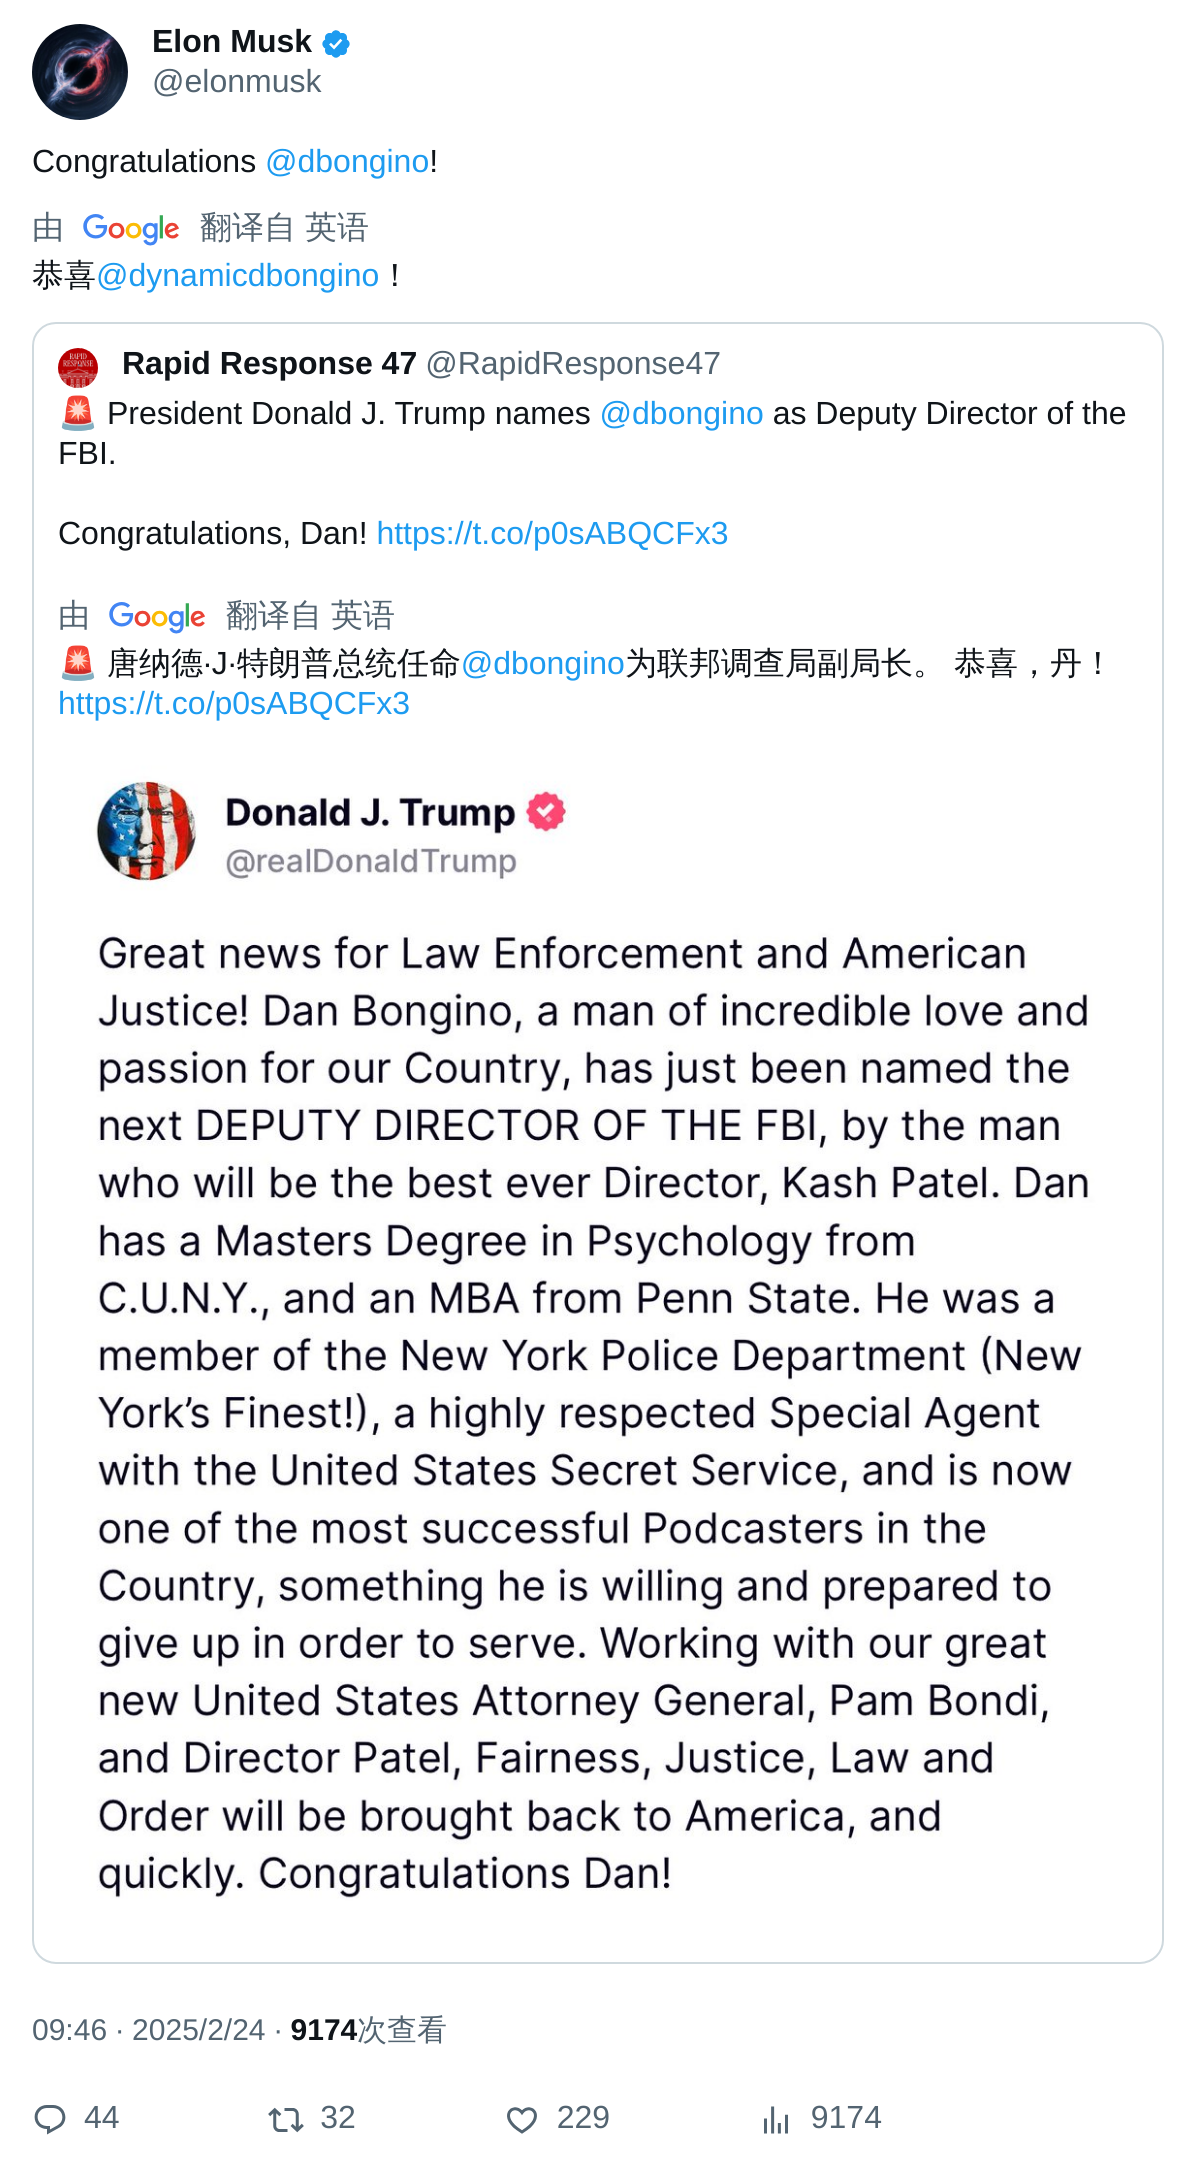 Elon Musk
@elonmusk
Congratulations @dbongino!
由 Google 翻译自 英语
恭喜@dynamicdbongino！
RAPID
RESPONSE
Rapid Response 47 @RapidResponse47
🚨 President Donald J. Trump names @dbongino as Deputy Director of the
FBI.
Congratulations, Dan! https://t.co/p0sABQCFx3
由 Google 翻译自 英语
🚨 唐纳德·J·特朗普总统任命@dbongino为联邦调查局副局长。 恭喜，丹！
https://t.co/p0sABQCFx3
Donald J. Trump
@realDonaldTrump
Great news for Law Enforcement and American
Justice! Dan Bongino, a man of incredible love and
passion for our Country, has just been named the
next DEPUTY DIRECTOR OF THE FBI, by the man
who will be the best ever Director, Kash Patel. Dan
has a Masters Degree in Psychology from
C.U.N.Y., and an MBA from Penn State. He was a
member of the New York Police Department (New
York’s Finest!), a highly respected Special Agent
with the United States Secret Service, and is now
one of the most successful Podcasters in the
Country, something he is willing and prepared to
give up in order to serve. Working with our great
new United States Attorney General, Pam Bondi,
and Director Patel, Fairness, Justice, Law and
Order will be brought back to America, and
quickly. Congratulations Dan!
09:46 · 2025/2/24 · 9174次查看
44 32 229 9174